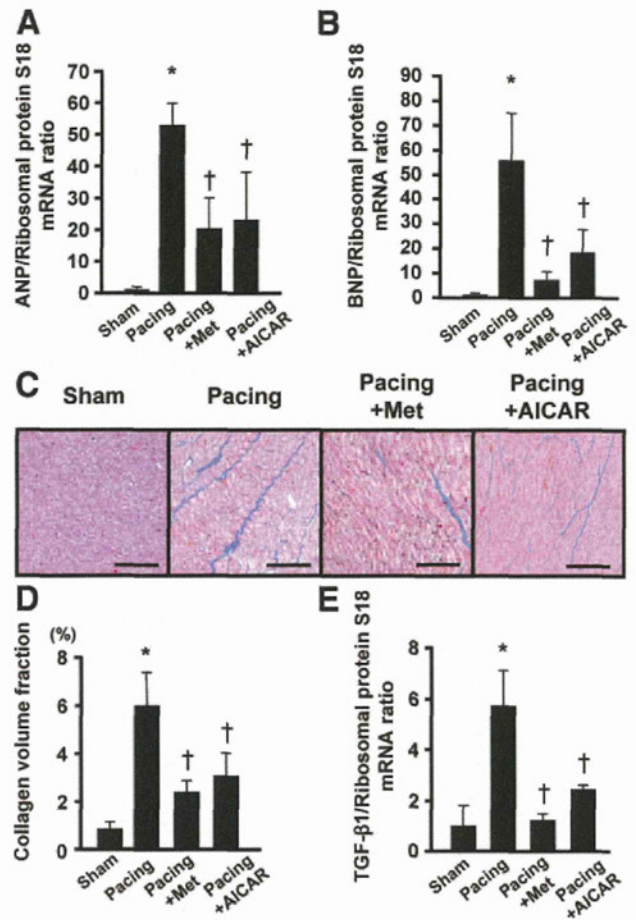 A
ANP/Ribosomal protein S18
mRNA ratio
70
60
50
40
30
20
10
0
*
†
†
Sham
Pacing
Pacing
+Met
Pacing
+AICAR
B
BNP/Ribosomal protein S18
mRNA ratio
90
80
70
60
50
40
30
20
10
0
*
†
†
Sham
Pacing
Pacing
+Met
Pacing
+AICAR
C
Sham
Pacing
Pacing
+Met
Pacing
+AICAR
D
(%)
Collagen volume fraction
8
6
4
2
0
*
†
†
Sham
Pacing
Pacing
+Met
Pacing
+AICAR
E
TGF-β1/Ribosomal protein S18
mRNA ratio
8
6
4
2
0
*
†
†
Sham
Pacing
Pacing
+Met
Pacing
+AICAR